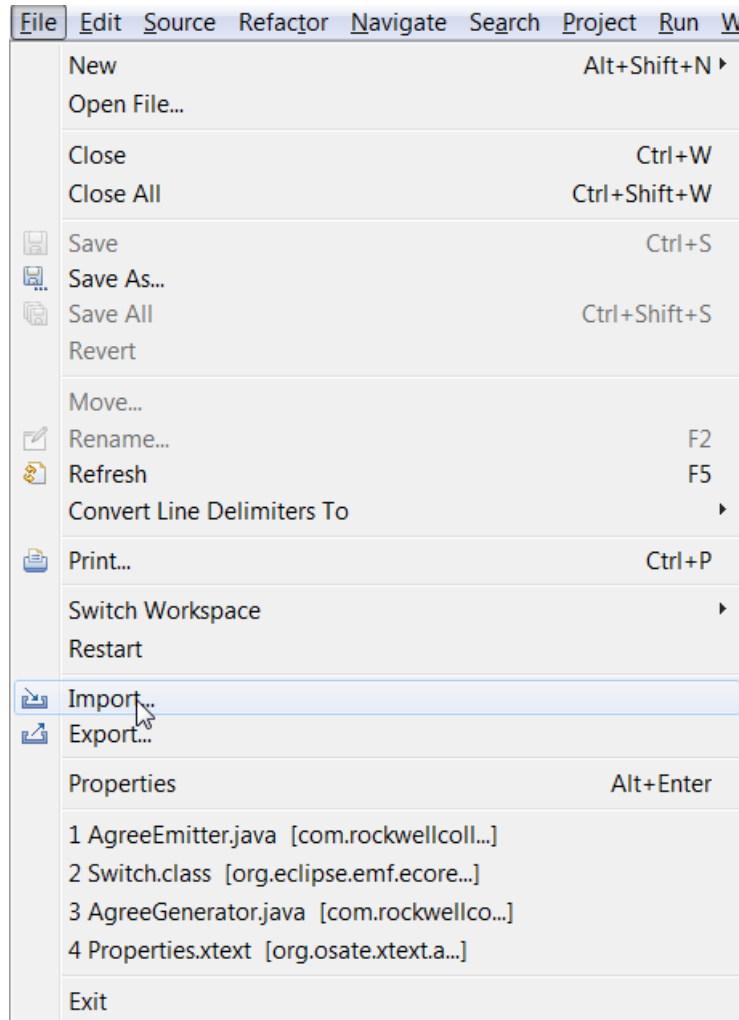 File Edit Source Refactor Navigate Search Project Run W
New Alt+Shift+N
Open File...
Close Ctrl+W
Close All Ctrl+Shift+W
Save Ctrl+S
Save As...
Save All Ctrl+Shift+S
Revert
Move...
Rename... F2
Refresh F5
Convert Line Delimiters To
Print... Ctrl+P
Switch Workspace
Restart
Import...
Export...
Properties Alt+Enter
1 AgreeEmitter.java [com.rockwellcoll...]
2 Switch.class [org.eclipse.emf.ecore...]
3 AgreeGenerator.java [com.rockwellco...]
4 Properties.xtext [org.osate.xtext.a...]
Exit